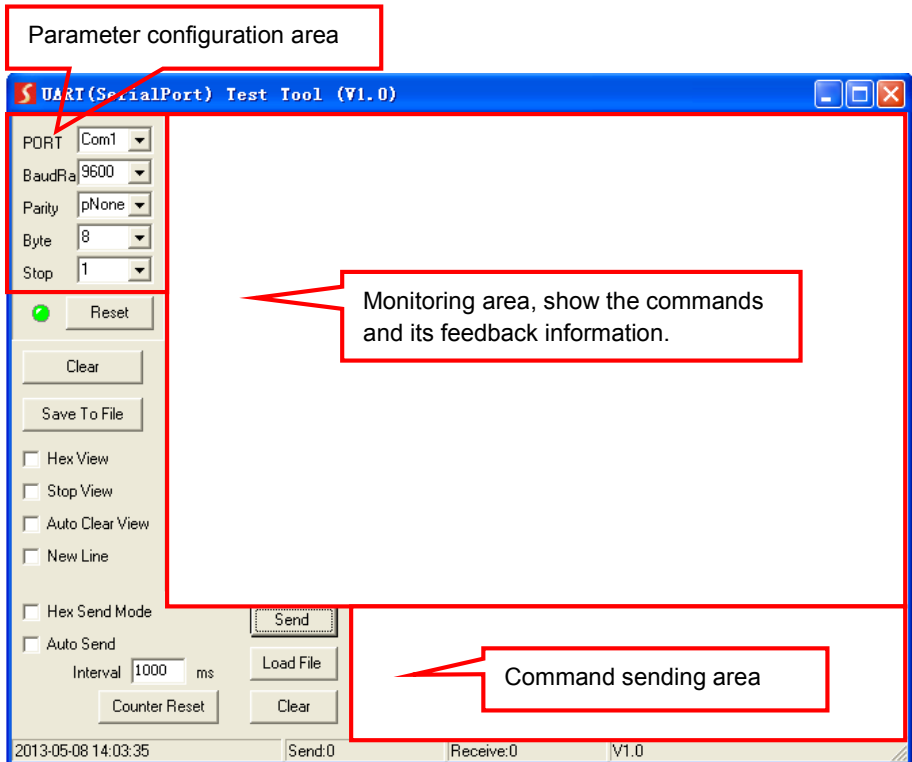 Parameter configuration area
UART(SerialPort) Test Tool (V1.0)
PORT Com1
BaudRa 9600
Parity pNone
Byte 8
Stop 1
Reset
Monitoring area, show the commands
and its feedback information.
Clear
Save To File
Hex View
Stop View
Auto Clear View
New Line
Hex Send Mode
Send
Auto Send
Interval 1000 ms
Load File
Command sending area
Counter Reset
Clear
2013-05-08 14:03:35 Send:0 Receive:0 V1.0